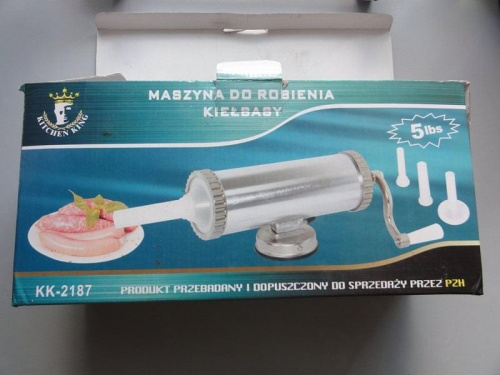 MASZYNA DO ROBIENIA
KIEŁBASY
KITCHEN KING
5lbs
KK-2187
PRODUKT PRZEBADANY I DOPUSZCZONY DO SPRZEDAŻY PRZEZ PZH